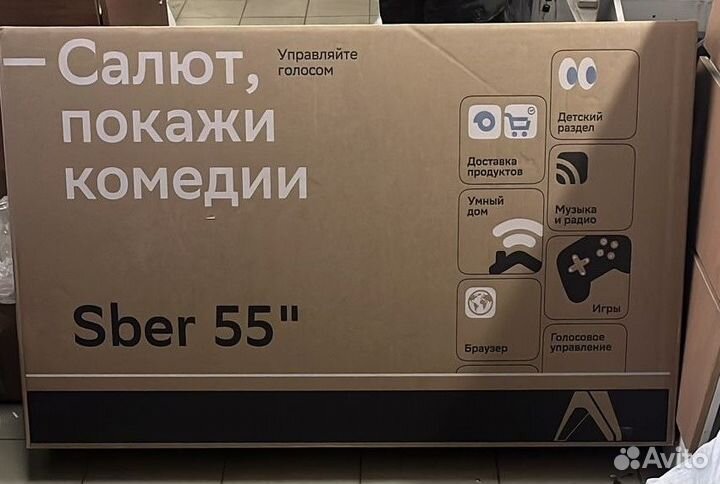 — Салют,
покажи
комедии
Управляйте
голосом
Детский
раздел
Доставка
продуктов
Музыка
и радио
Умный
дом
Игры
Браузер
Голосовое
управление
Sber 55"
Avito